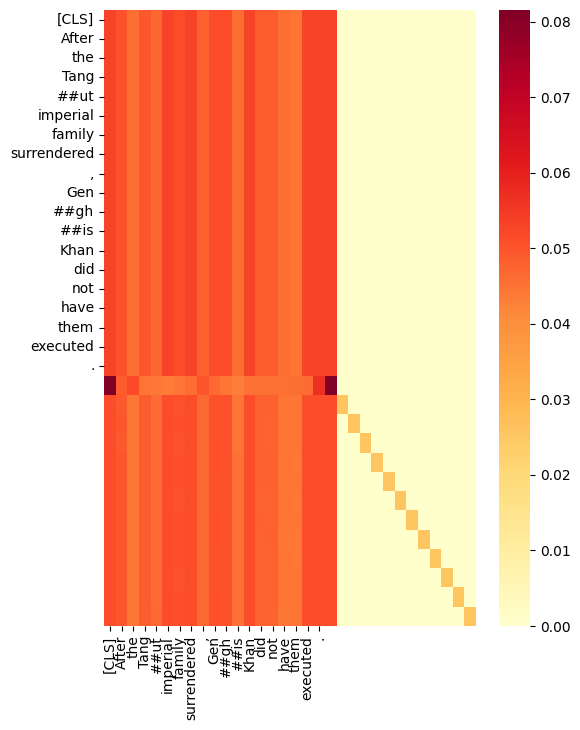 [CLS]
After
the
Tang
##ut
imperial
family
surrendered
,
Gen
##gh
##is
Khan
did
not
have
them
executed
.
0.08
0.07
0.06
0.05
0.04
0.03
0.02
0.01
0.00
[CLS]
After
the
Tang
##ut
imperial
family
surrendered
,
Gen
##gh
##is
Khan
did
not
have
them
executed
.